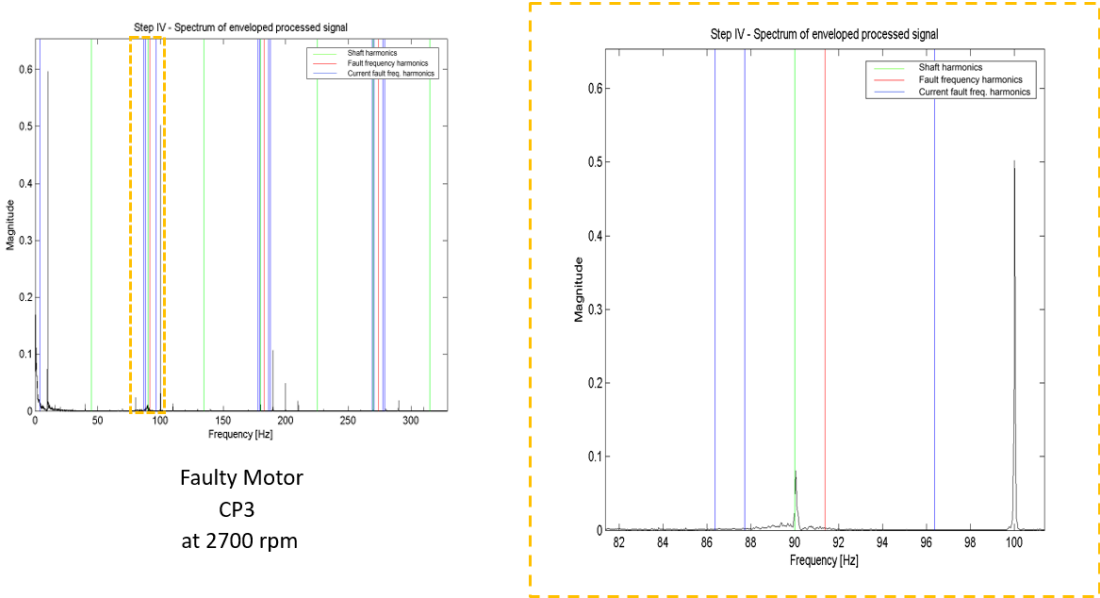 Step IV - Spectrum of enveloped processed signal
Shaft harmonics
Fault frequency harmonics
Current fault freq. harmonics
0.6
0.5
0.4
0.3
0.2
0.1
0
Magnitude
0 50 100 150 200 250 300
Frequency [Hz]
Faulty Motor
CP3
at 2700 rpm
Step IV - Spectrum of enveloped processed signal
Shaft harmonics
Fault frequency harmonics
Current fault freq. harmonics
0.6
0.5
0.4
0.3
0.2
0.1
0
Magnitude
82 84 86 88 90 92 94 96 98 100
Frequency [Hz]